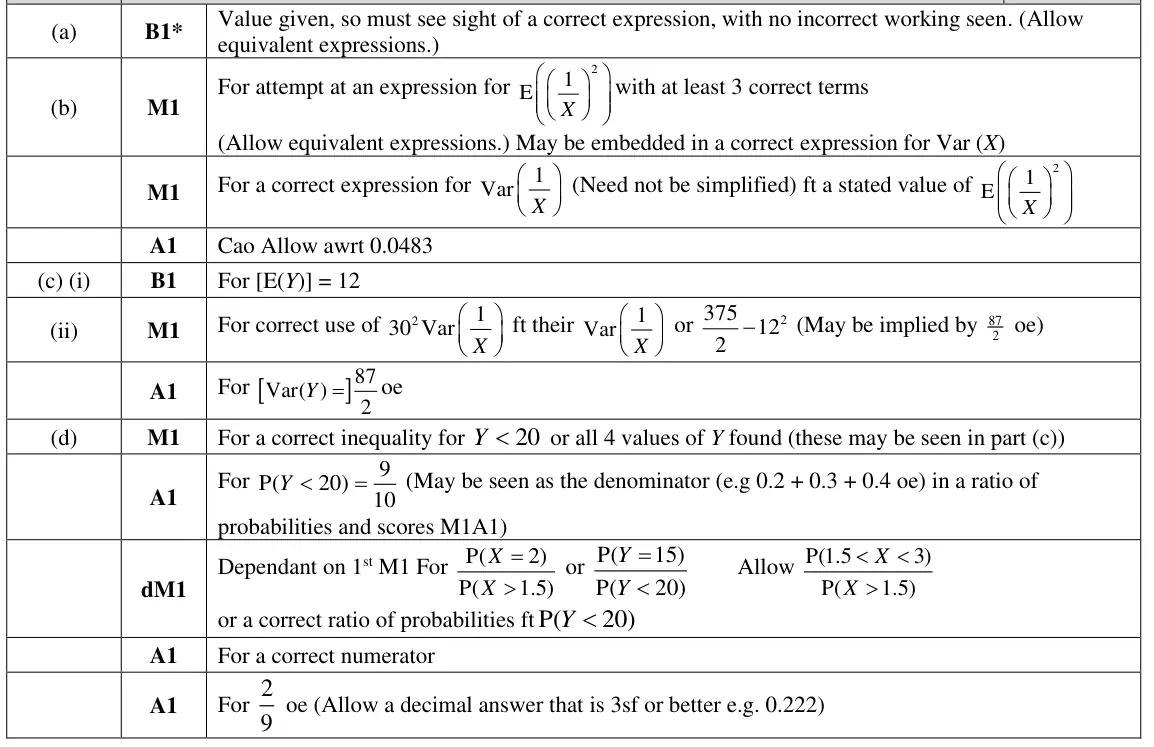 (a) B1* Value given, so must see sight of a correct expression, with no incorrect working seen. (Allow
equivalent expressions.)
(b) M1 For attempt at an expression for E((1/X)²) with at least 3 correct terms
(Allow equivalent expressions.) May be embedded in a correct expression for Var (X)
M1 For a correct expression for Var(1/X) (Need not be simplified) ft a stated value of E((1/X)²)
A1 Cao Allow awrt 0.0483
(c) (i) B1 For [E(Y)] = 12
(ii) M1 For correct use of 30²Var(1/X) ft their Var(1/X) or 375/2 − 12² (May be implied by 87/2 oe)
A1 For [Var(Y) =] 87/2 oe
(d) M1 For a correct inequality for Y < 20 or all 4 values of Y found (these may be seen in part (c))
A1 For P(Y < 20) = 9/10 (May be seen as the denominator (e.g 0.2 + 0.3 + 0.4 oe) in a ratio of
probabilities and scores M1A1)
dM1 Dependant on 1st M1 For P(X = 2)/P(X > 1.5) or P(Y = 15)/P(Y < 20) Allow P(1.5 < X < 3)/P(X > 1.5)
or a correct ratio of probabilities ft P(Y < 20)
A1 For a correct numerator
A1 For 2/9 oe (Allow a decimal answer that is 3sf or better e.g. 0.222)